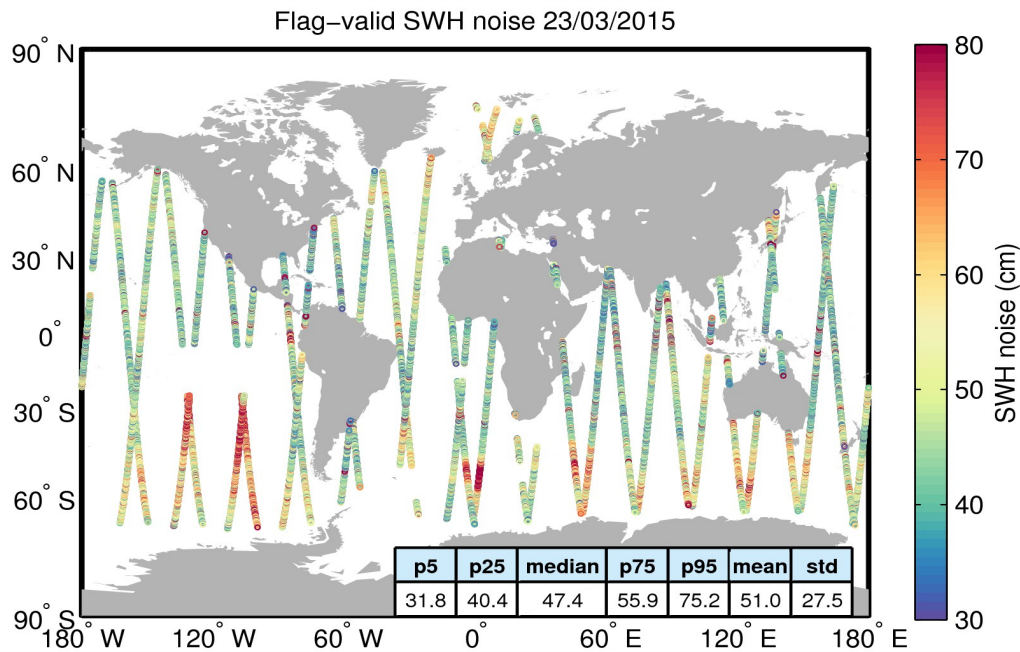 Flag−valid SWH noise 23/03/2015
90° N
60° N
30° N
0°
30° S
60° S
90° S
180° W
120° W
60° W
0°
60° E
120° E
180° E
p5 p25 median p75 p95 mean std
31.8 40.4 47.4 55.9 75.2 51.0 27.5
80
70
60
50
40
30
SWH noise (cm)